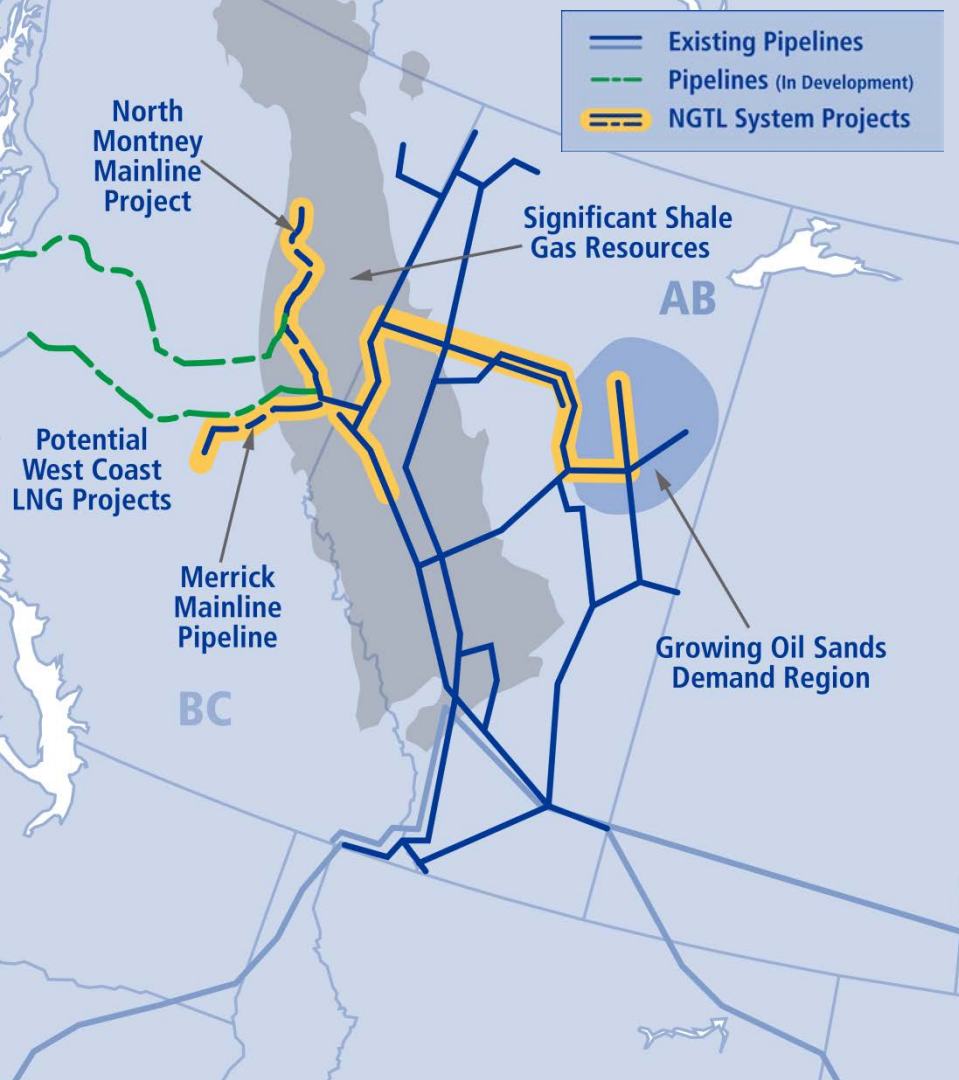 Existing Pipelines
Pipelines (In Development)
NGTL System Projects
North
Montney
Mainline
Project
Significant Shale
Gas Resources
AB
Potential
West Coast
LNG Projects
Merrick
Mainline
Pipeline
Growing Oil Sands
Demand Region
BC